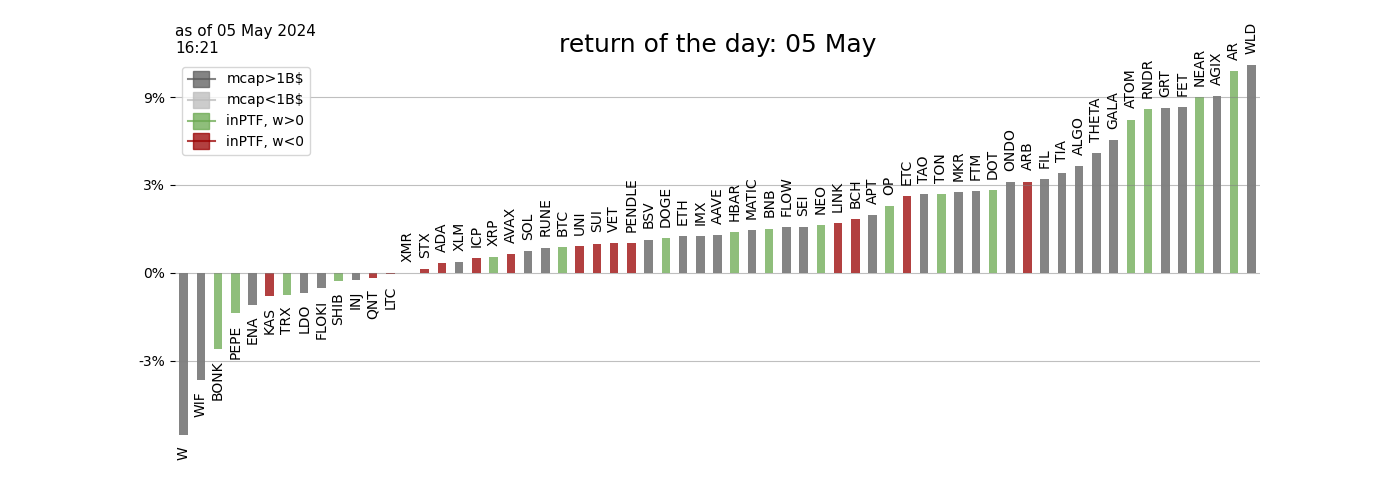 as of 05 May 2024
16:21
return of the day: 05 May
mcap>1B$
mcap<1B$
inPTF, w>0
inPTF, w<0
9%
3%
0%
-3%
W
WIF
BONK
PEPE
ENA
KAS
TRX
LDO
FLOKI
SHIB
INJ
QNT
LTC
XMR
STX
ADA
XLM
ICP
XRP
AVAX
SOL
RUNE
BTC
UNI
SUI
VET
PENDLE
BSV
DOGE
ETH
IMX
AAVE
HBAR
MATIC
BNB
FLOW
SEI
NEO
LINK
BCH
APT
OP
ETC
TAO
TON
MKR
FTM
DOT
ONDO
ARB
FIL
TIA
ALGO
THETA
GALA
ATOM
RNDR
GRT
FET
NEAR
AGIX
AR
WLD